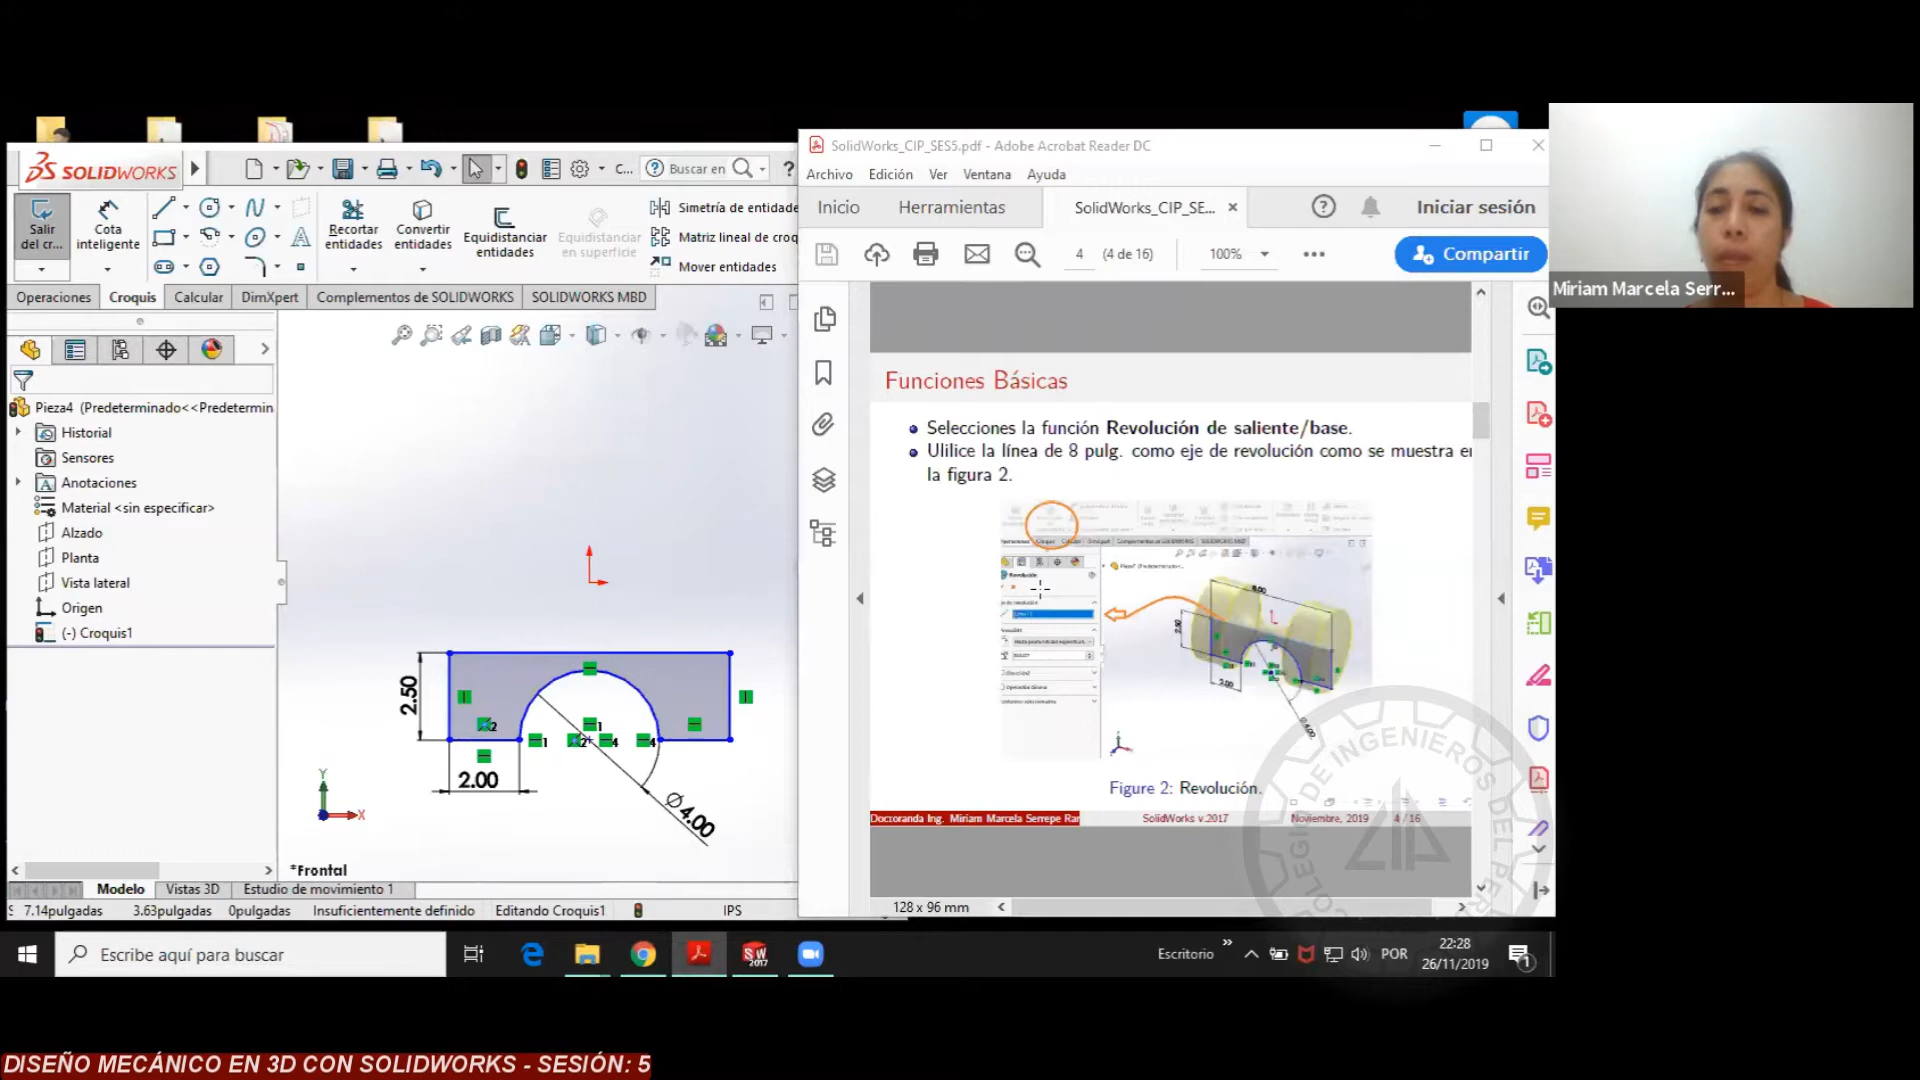 SOLIDWORKS
C...
Buscar en
?
Salir
del cr...
Cota
inteligente
Recortar
entidades
Convertir
entidades
Equidistanciar
entidades
Equidistanciar
en superficie
Simetría de entidade
Matriz lineal de croq
Mover entidades
Operaciones
Croquis
Calcular
DimXpert
Complementos de SOLIDWORKS
SOLIDWORKS MBD
Pieza4 (Predeterminado<<Predetermin
Historial
Sensores
Anotaciones
Material <sin especificar>
Alzado
Planta
Vista lateral
Origen
(-) Croquis1
2.50
2.00
Ø4.00
Y
X
*Frontal
Modelo
Vistas 3D
Estudio de movimiento 1
7.14pulgadas
3.63pulgadas
0pulgadas
Insuficientemente definido
Editando Croquis1
IPS
SolidWorks_CIP_SES5.pdf - Adobe Acrobat Reader DC
Archivo
Edición
Ver
Ventana
Ayuda
Inicio
Herramientas
SolidWorks_CIP_SE...
Iniciar sesión
4
(4 de 16)
100%
Compartir
Funciones Básicas
Selecciones la función Revolución de saliente/base.
Ulilice la línea de 8 pulg. como eje de revolución como se muestra en
la figura 2.
Figure 2: Revolución.
Doctoranda Ing. Miriam Marcela Serrepe Ran
SolidWorks v.2017
Noviembre, 2019
4 / 16
128 x 96 mm
Miriam Marcela Serr...
Escribe aquí para buscar
Escritorio
POR
22:28
26/11/2019
DISEÑO MECÁNICO EN 3D CON SOLIDWORKS - SESIÓN: 5